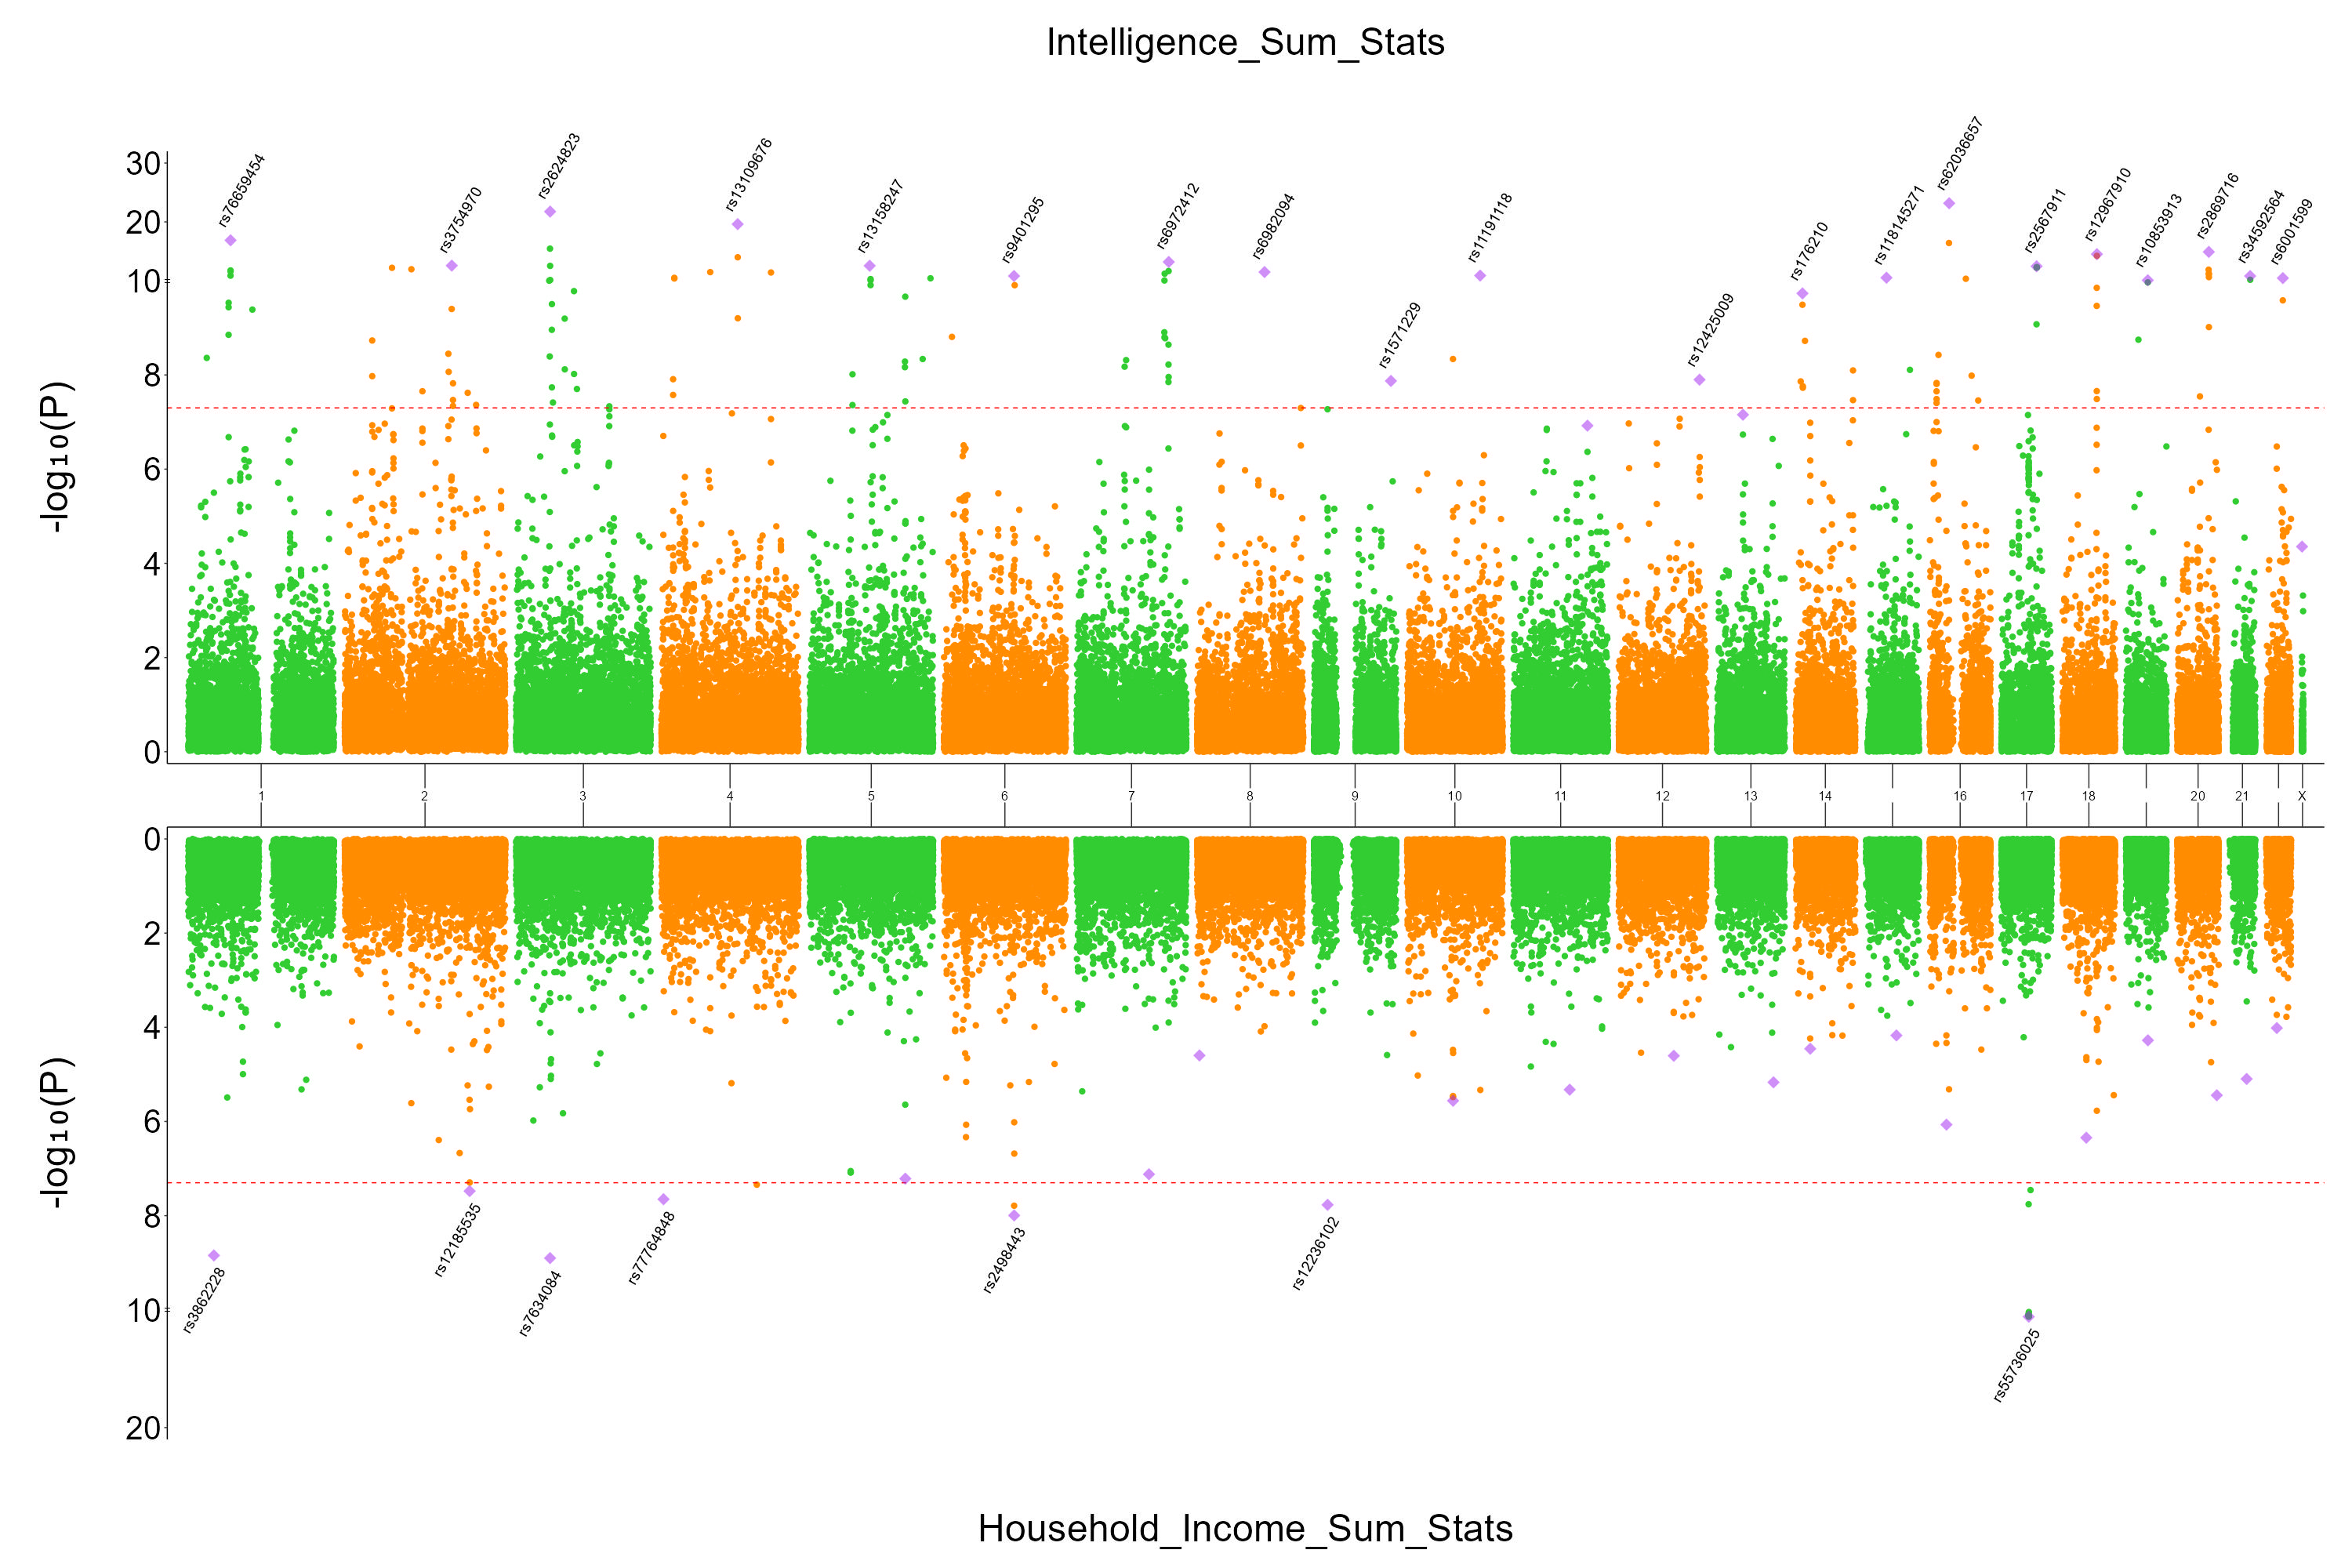 Intelligence_Sum_Stats
rs76659454
rs3754970
rs2624823
rs13109676
rs13158247
rs9401295
rs6972412
rs6982094
rs1571229
rs11191118
rs12425009
rs176210
rs118145271
rs62036657
rs2567911
rs12967910
rs10853913
rs2869716
rs34592564
rs6001599
30
20
10
8
6
4
2
0
-log₁₀(P)
1 2 3 4 5 6 7 8 9 10 11 12 13 14 16 17 18 20 21 X
0
2
4
6
8
10
20
-log₁₀(P)
rs3862228
rs12185535
rs7634084
rs77764848
rs2498443
rs12236102
rs55736025
Household_Income_Sum_Stats